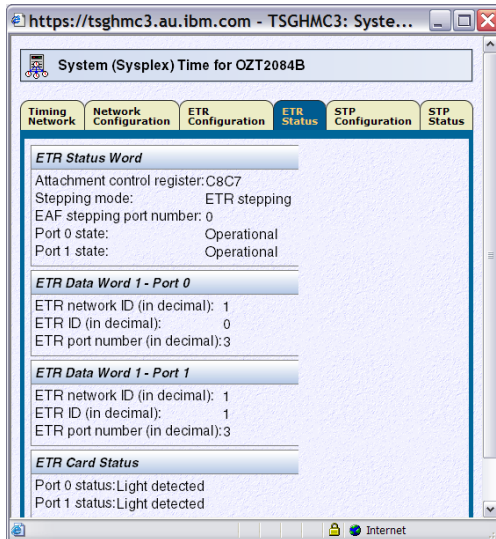 https://tsghmc3.au.ibm.com - TSGHMC3: Syste...
System (Sysplex) Time for OZT2084B
Timing Network
Network Configuration
ETR Configuration
ETR Status
STP Configuration
STP Status
ETR Status Word
Attachment control register: C8C7
Stepping mode: ETR stepping
EAF stepping port number: 0
Port 0 state: Operational
Port 1 state: Operational
ETR Data Word 1 - Port 0
ETR network ID (in decimal): 1
ETR ID (in decimal): 0
ETR port number (in decimal): 3
ETR Data Word 1 - Port 1
ETR network ID (in decimal): 1
ETR ID (in decimal): 1
ETR port number (in decimal): 3
ETR Card Status
Port 0 status: Light detected
Port 1 status: Light detected
Internet